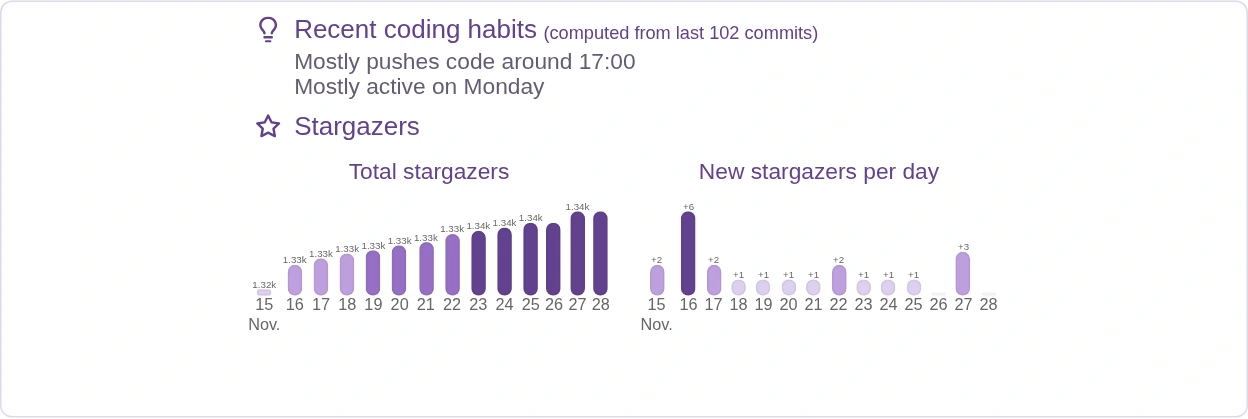 Recent coding habits (computed from last 102 commits)
Mostly pushes code around 17:00
Mostly active on Monday
Stargazers
Total stargazers
1.32k 1.33k 1.33k 1.33k 1.33k 1.33k 1.33k 1.33k 1.34k 1.34k 1.34k 1.34k
15 16 17 18 19 20 21 22 23 24 25 26 27 28
Nov.
New stargazers per day
+2 +6 +2 +1 +1 +1 +1 +2 +1 +1 +1 +3
15 16 17 18 19 20 21 22 23 24 25 26 27 28
Nov.